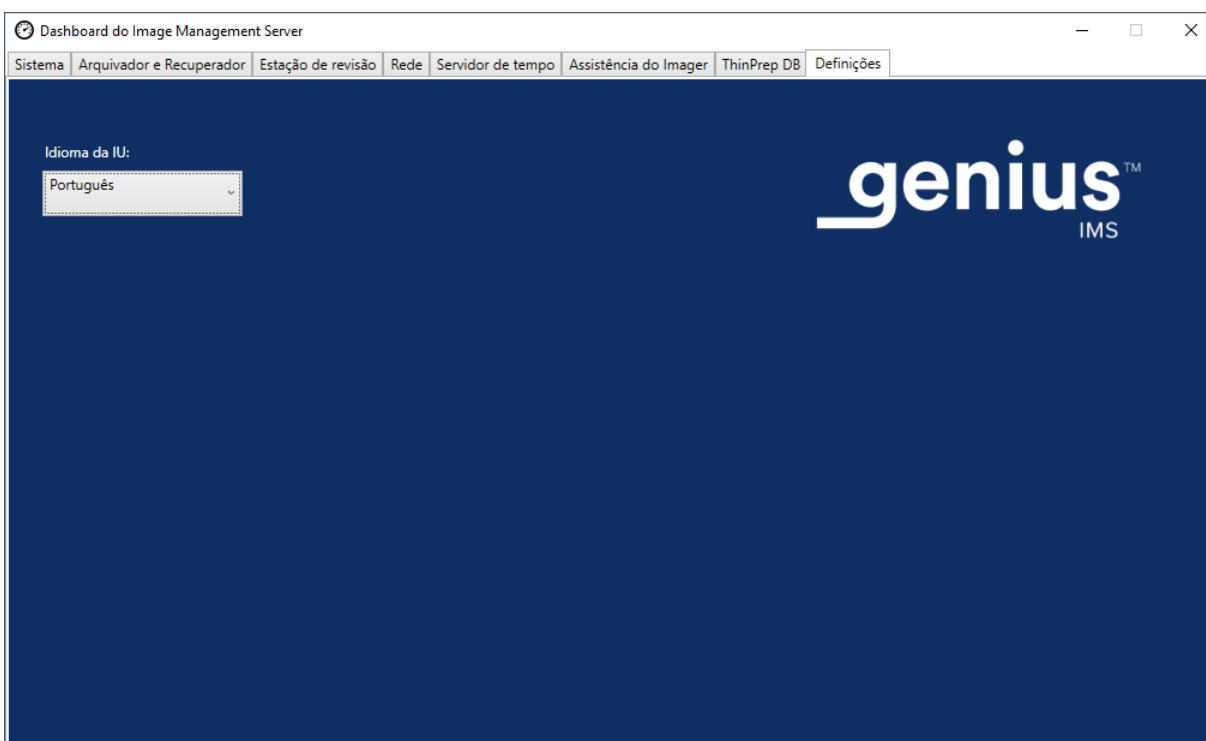 Dashboard do Image Management Server
Sistema Arquivador e Recuperador Estação de revisão Rede Servidor de tempo Assistência do Imager ThinPrep DB Definições
Idioma da IU:
Português
genius™
IMS